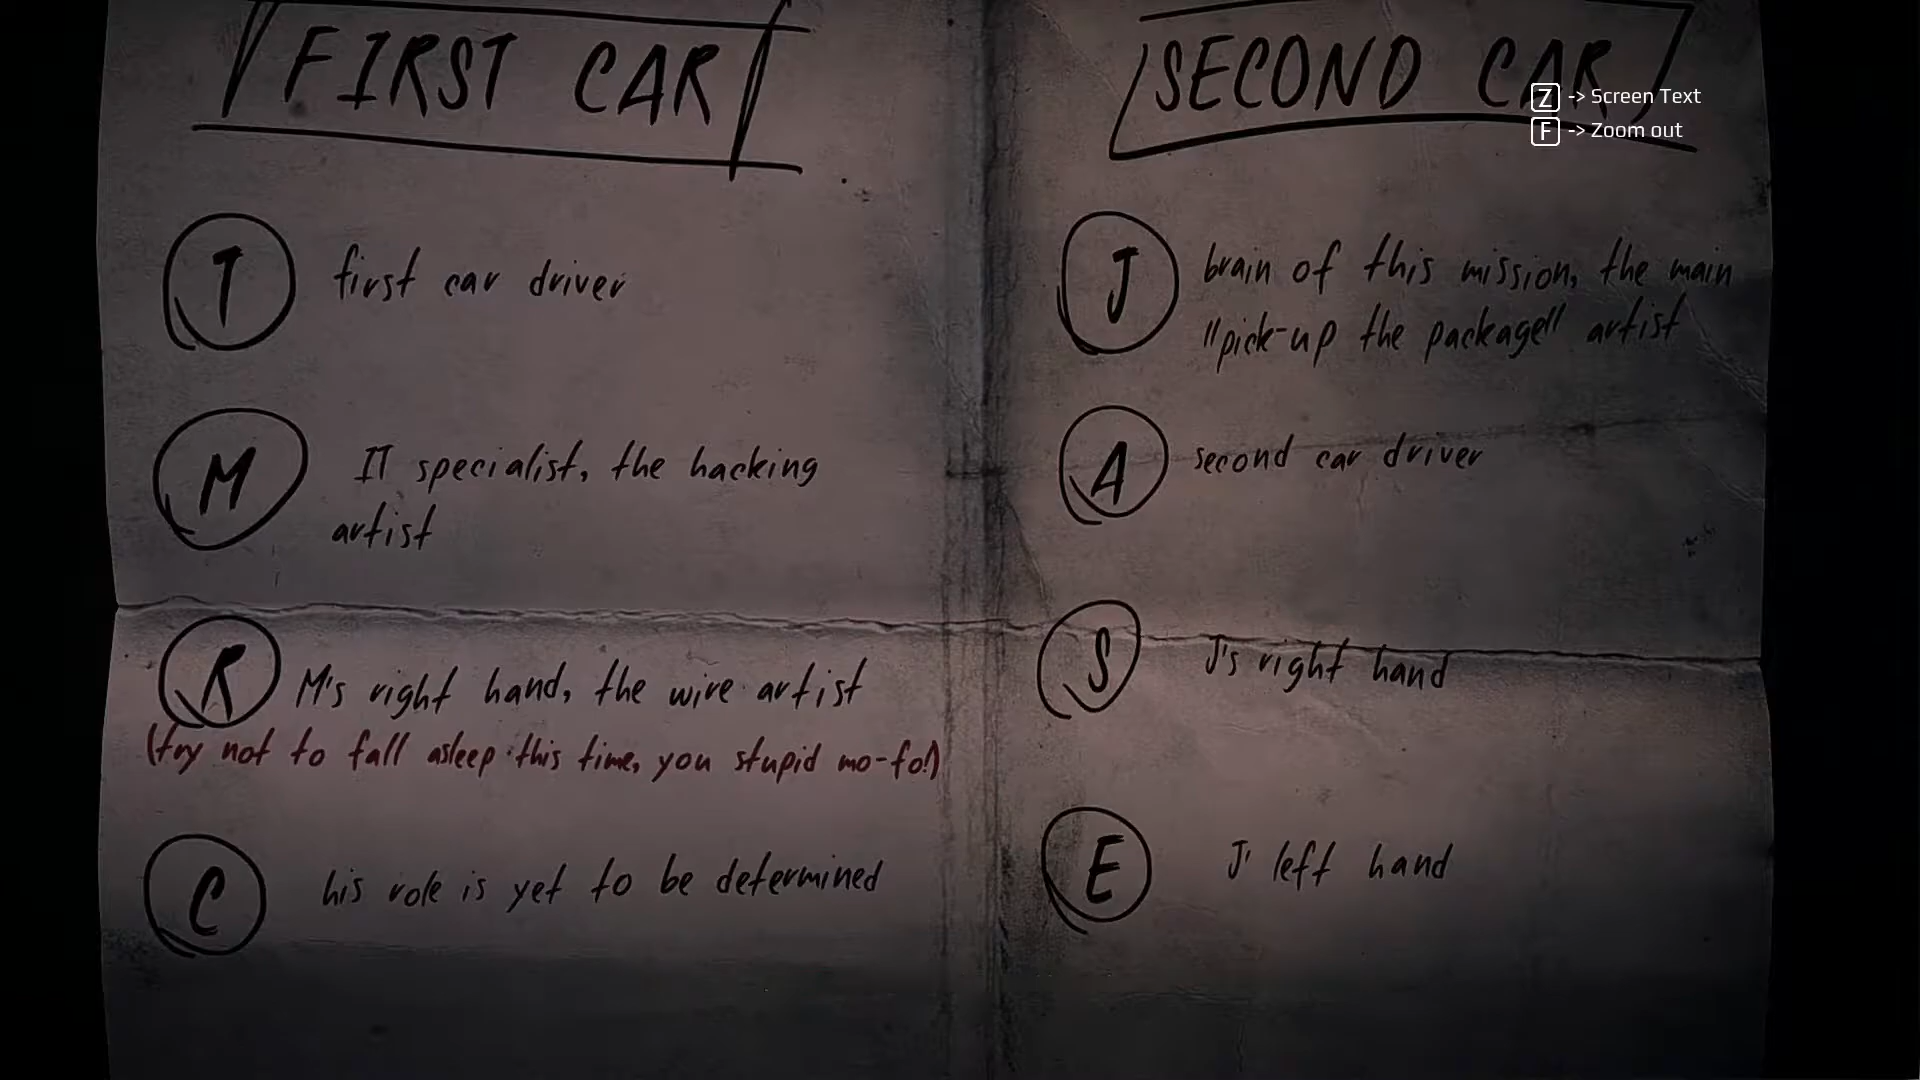 FIRST CAR
T first car driver
M IT specialist, the hacking
artist
R M's right hand, the wire artist
(try not to fall asleep this time, you stupid mo-fo!)
C his role is yet to be determined
SECOND CAR
Z -> Screen Text
F -> Zoom out
J brain of this mission, the main
"pick-up the package" artist
A second car driver
S J's right hand
E J' left hand